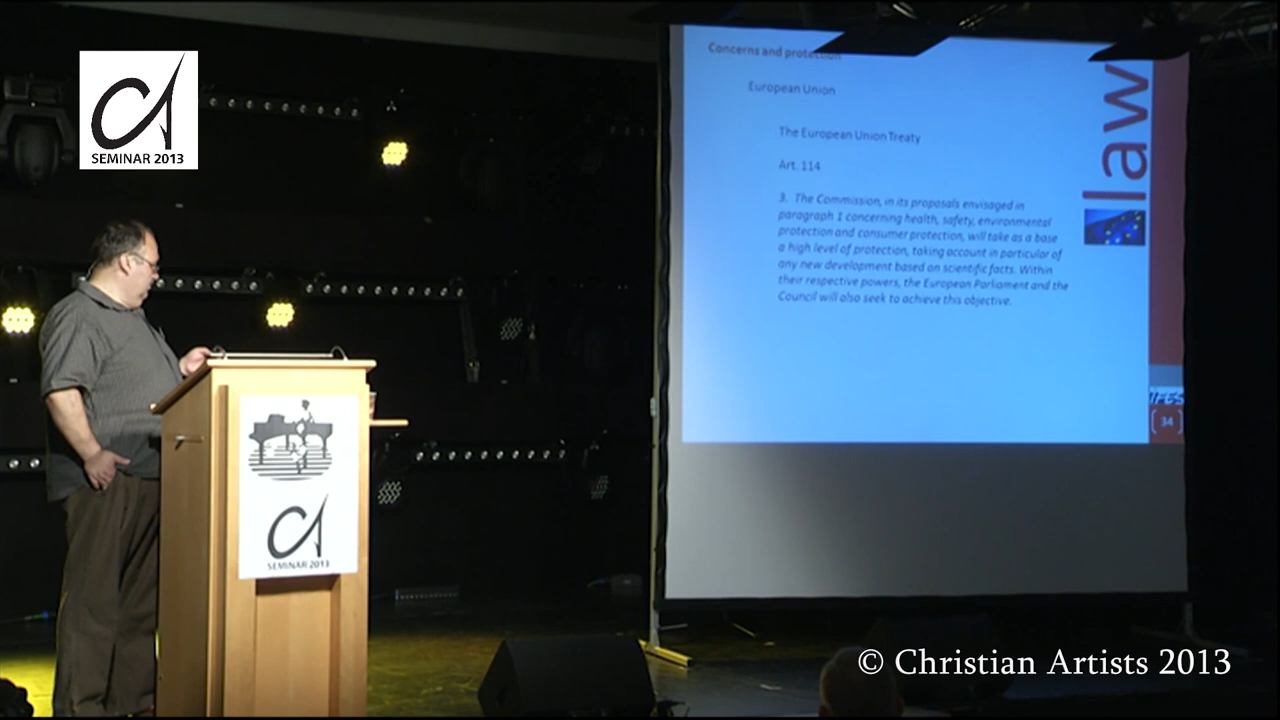 CA
SEMINAR 2013
Concerns and protection
European Union
The European Union Treaty
Art. 114
3. The Commission, in its proposals envisaged in
paragraph 1 concerning health, safety, environmental
protection and consumer protection, will take as a base
a high level of protection, taking account in particular of
any new development based on scientific facts. Within
their respective powers, the European Parliament and the
Council will also seek to achieve this objective.
law
IFES
34
CA
SEMINAR 2013
© Christian Artists 2013